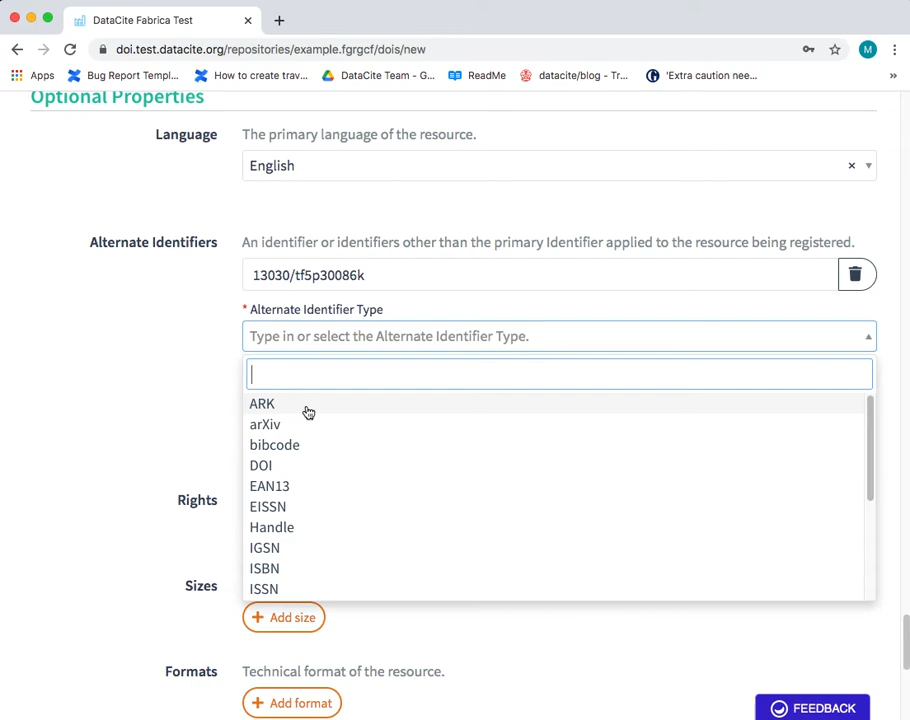 DataCite Fabrica Test
doi.test.datacite.org/repositories/example.fgrgcf/dois/new
M
Apps
Bug Report Templ...
How to create trav...
DataCite Team - G...
ReadMe
datacite/blog - Tr...
'Extra caution nee...
»
Optional Properties
Language
The primary language of the resource.
English
Alternate Identifiers
An identifier or identifiers other than the primary Identifier applied to the resource being registered.
13030/tf5p30086k
* Alternate Identifier Type
Type in or select the Alternate Identifier Type.
ARK
arXiv
bibcode
DOI
EAN13
EISSN
Handle
IGSN
ISBN
ISSN
Rights
Sizes
+ Add size
Formats
Technical format of the resource.
+ Add format
FEEDBACK